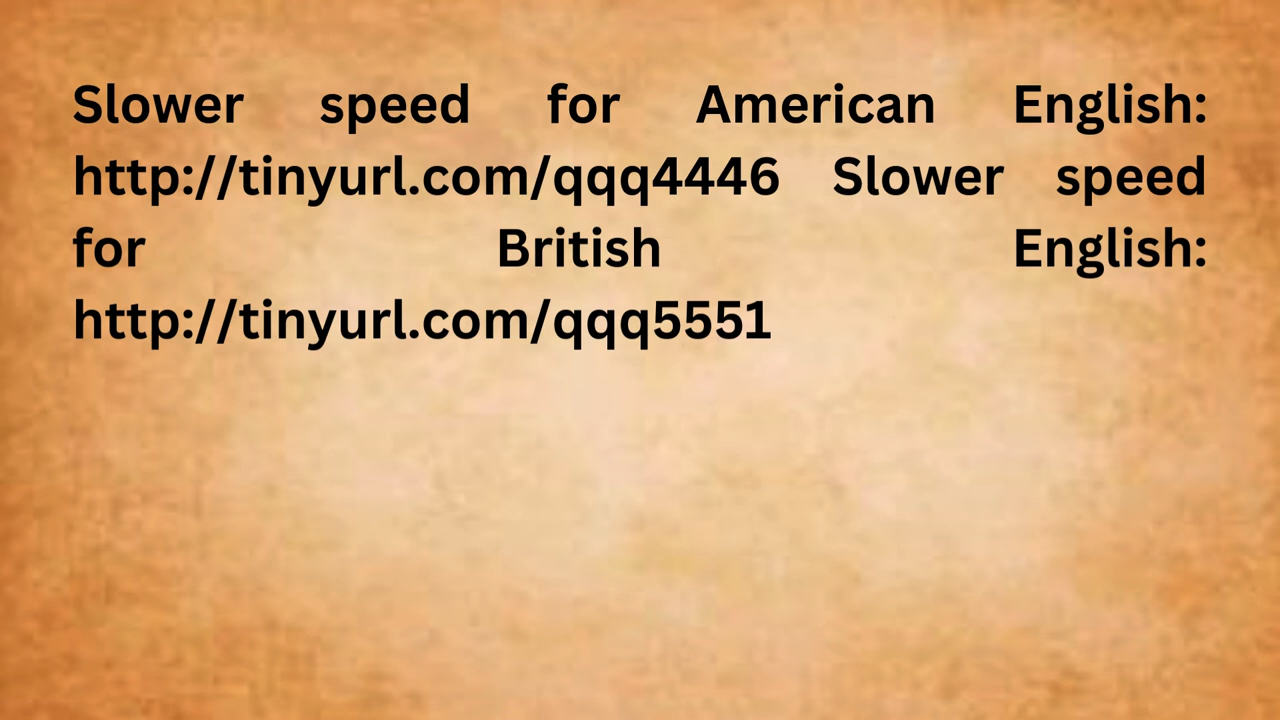 Slower speed for American English:
http://tinyurl.com/qqq4446 Slower speed
for British English:
http://tinyurl.com/qqq5551